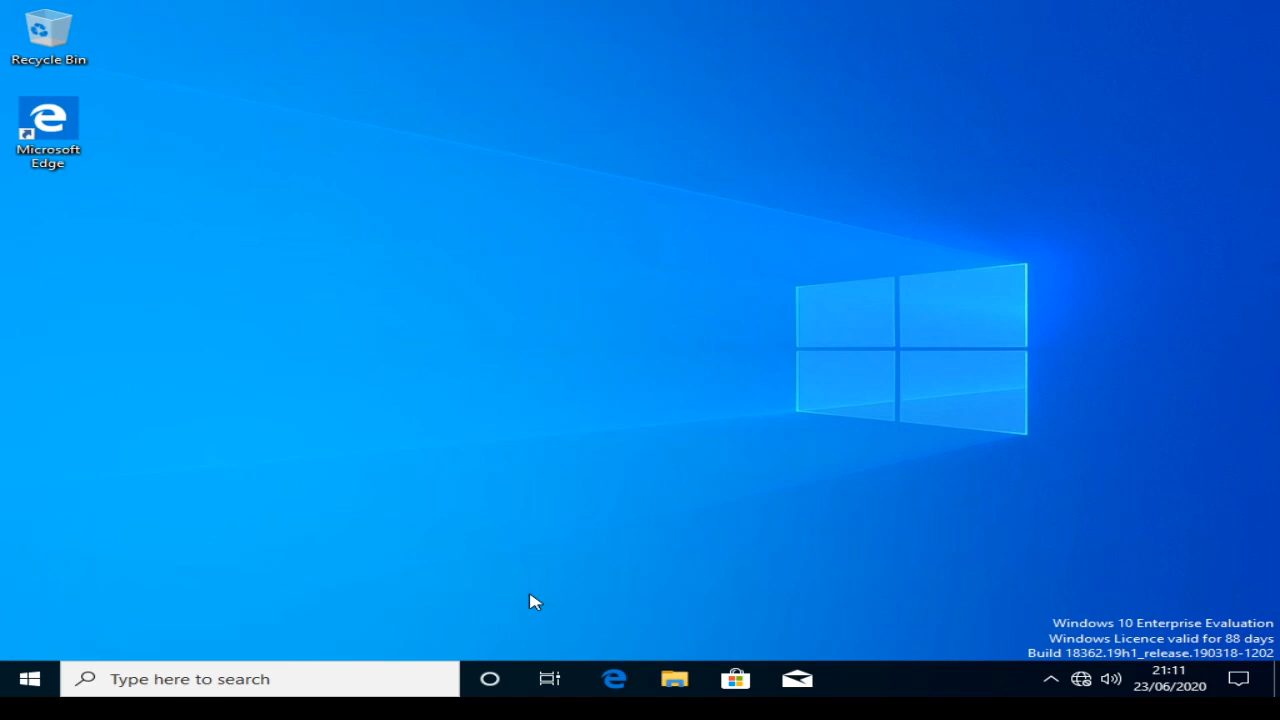 Recycle Bin
Microsoft
Edge
Windows 10 Enterprise Evaluation
Windows Licence valid for 88 days
Build 18362.19h1_release.190318-1202
Type here to search
21:11
23/06/2020